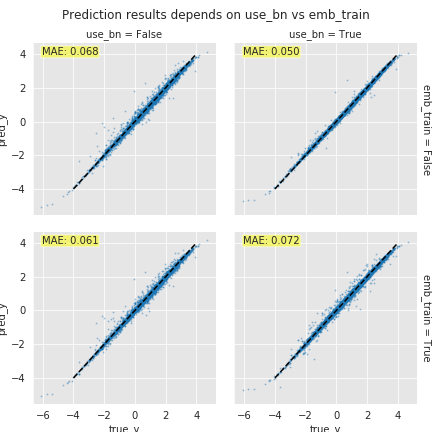 Prediction results depends on use_bn vs emb_train
use_bn = False
use_bn = True
MAE: 0.068
MAE: 0.050
4
2
0
−2
−4
pred_y
emb_train = False
MAE: 0.061
MAE: 0.072
4
2
0
−2
−4
pred_y
emb_train = True
−6 −4 −2 0 2 4
−6 −4 −2 0 2 4
true_y
true_y